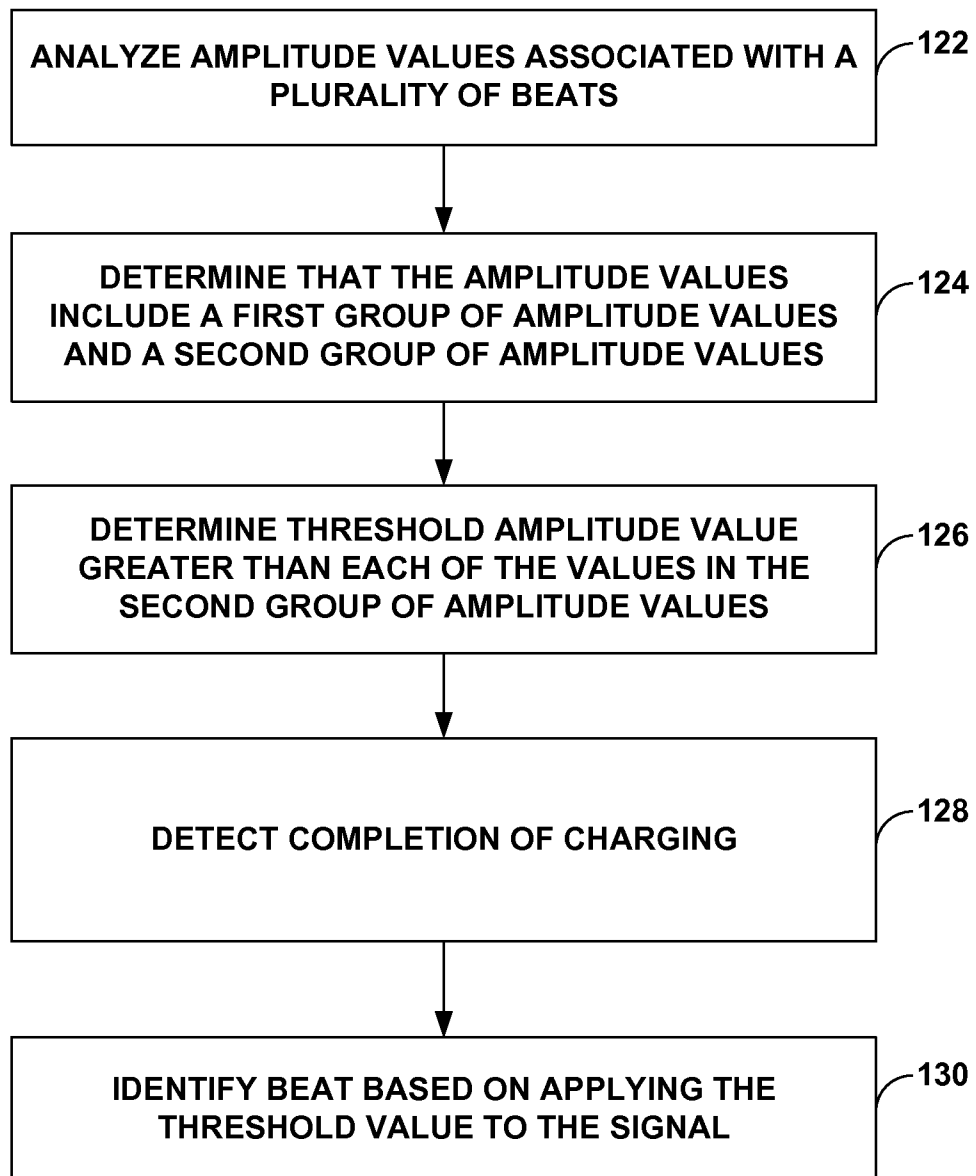 ANALYZE AMPLITUDE VALUES ASSOCIATED WITH A
PLURALITY OF BEATS
122
DETERMINE THAT THE AMPLITUDE VALUES
INCLUDE A FIRST GROUP OF AMPLITUDE VALUES
AND A SECOND GROUP OF AMPLITUDE VALUES
124
DETERMINE THRESHOLD AMPLITUDE VALUE
GREATER THAN EACH OF THE VALUES IN THE
SECOND GROUP OF AMPLITUDE VALUES
126
DETECT COMPLETION OF CHARGING
128
IDENTIFY BEAT BASED ON APPLYING THE
THRESHOLD VALUE TO THE SIGNAL
130